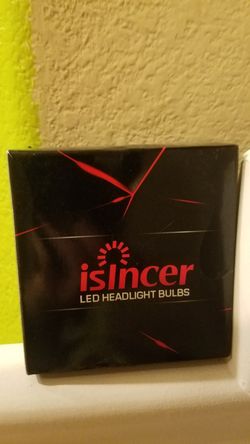 isIncer
LED HEADLIGHT BULBS